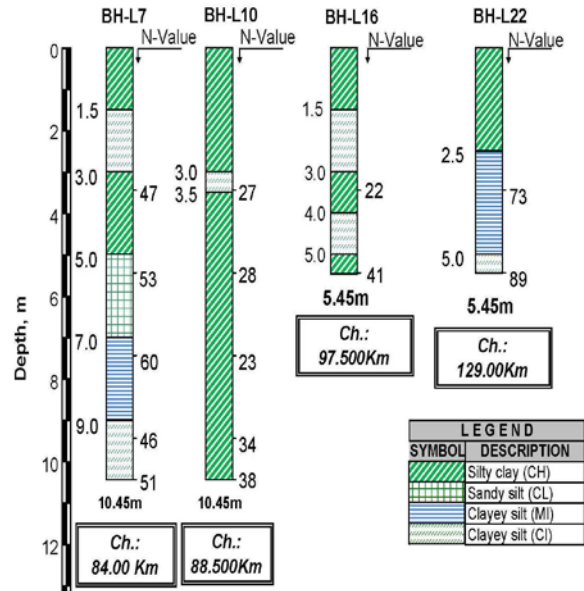 BH-L7 BH-L10 BH-L16 BH-L22
N-Value N-Value N-Value N-Value
0
2
4
6
8
10
12
Depth, m
1.5
3.0
5.0
7.0
9.0
47
53
60
46
51
10.45m
Ch.:
84.00 Km
3.0
3.5
27
28
23
34
38
10.45m
Ch.:
88.500Km
1.5
3.0
4.0
5.0
22
41
5.45m
Ch.:
97.500Km
2.5
5.0
73
89
5.45m
Ch.:
129.00Km
LEGEND
SYMBOL DESCRIPTION
Silty clay (CH)
Sandy silt (CL)
Clayey silt (MI)
Clayey silt (CI)